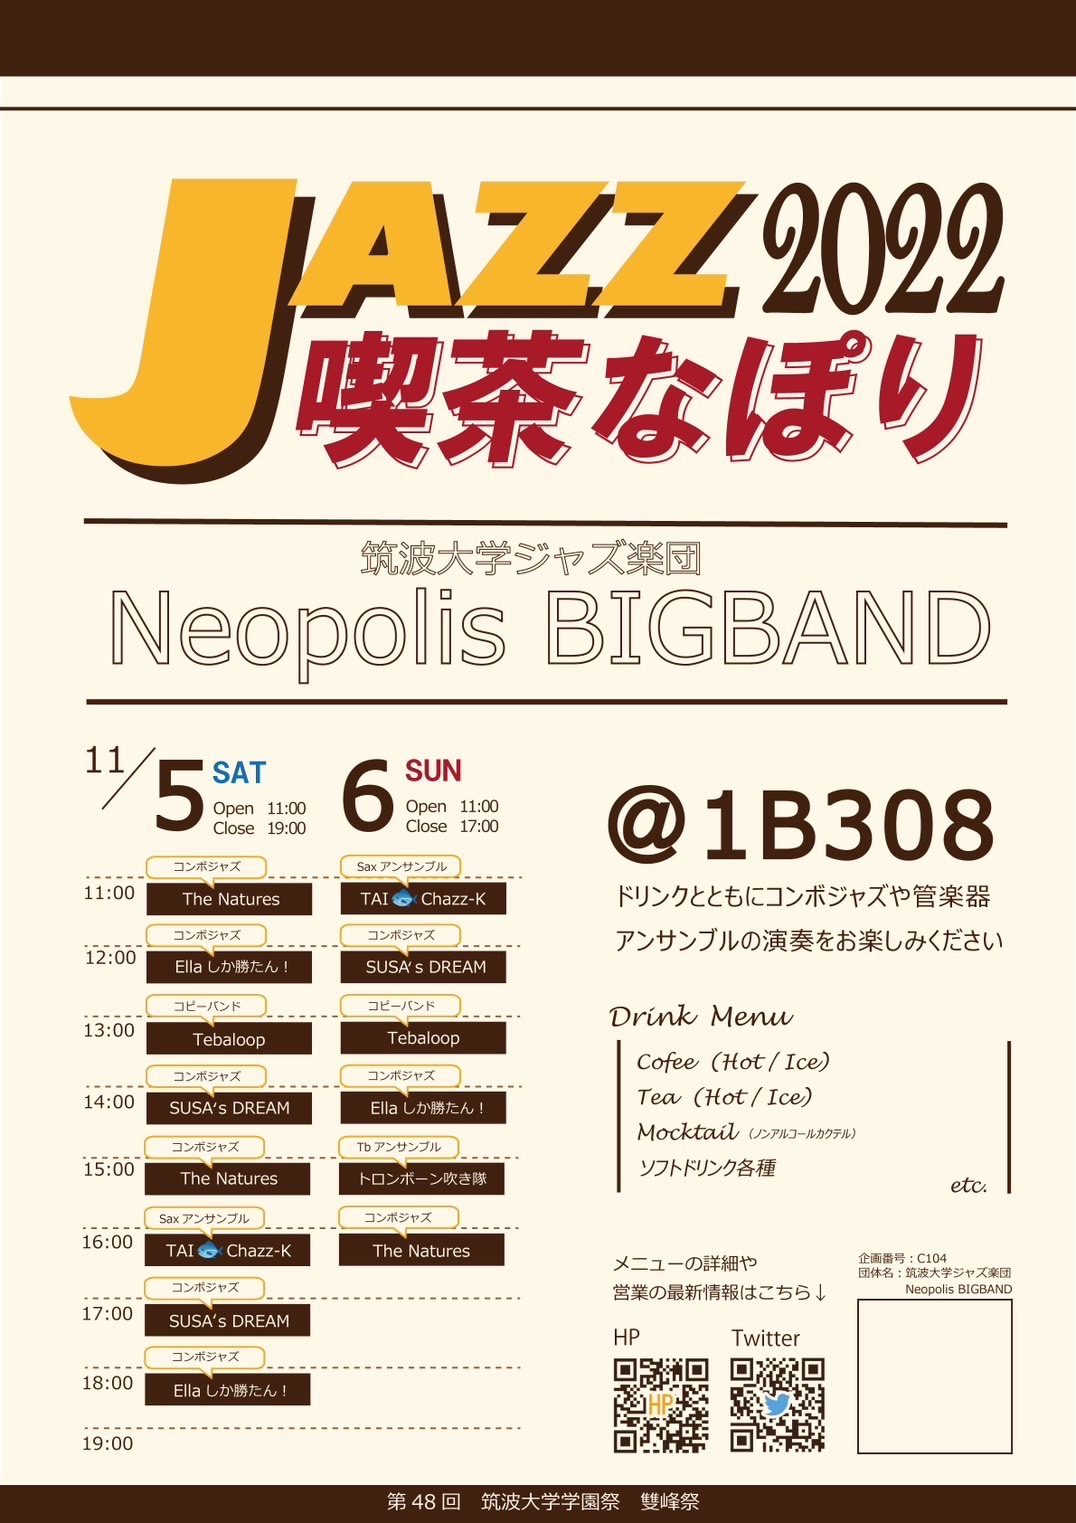 JAZZ 2022
喫茶なぽり
筑波大学ジャズ楽団
Neopolis BIGBAND
11/5 SAT
Open 11:00
Close 19:00
6 SUN
Open 11:00
Close 17:00
コンボジャズ Sax アンサンブル
11:00 The Natures TAI🐟Chazz-K
コンボジャズ コンボジャズ
12:00 Ella しか勝たん！ SUSA‘s DREAM
コピーバンド コピーバンド
13:00 Tebaloop Tebaloop
コンボジャズ コンボジャズ
14:00 SUSA‘s DREAM Ella しか勝たん！
コンボジャズ Tb アンサンブル
15:00 The Natures トロンボーン吹き隊
Sax アンサンブル コンボジャズ
16:00 TAI🐟Chazz-K The Natures
コンボジャズ
17:00 SUSA‘s DREAM
コンボジャズ
18:00 Ella しか勝たん！
19:00
@1B308
ドリンクとともにコンボジャズや管楽器
アンサンブルの演奏をお楽しみください
Drink Menu
Cofee (Hot / Ice)
Tea (Hot / Ice)
Mocktail（ノンアルコールカクテル）
ソフトドリンク各種
etc.
メニューの詳細や
営業の最新情報はこちら↓
HP Twitter
HP
企画番号：C104
団体名：筑波大学ジャズ楽団
Neopolis BIGBAND
第 48 回 筑波大学学園祭 雙峰祭